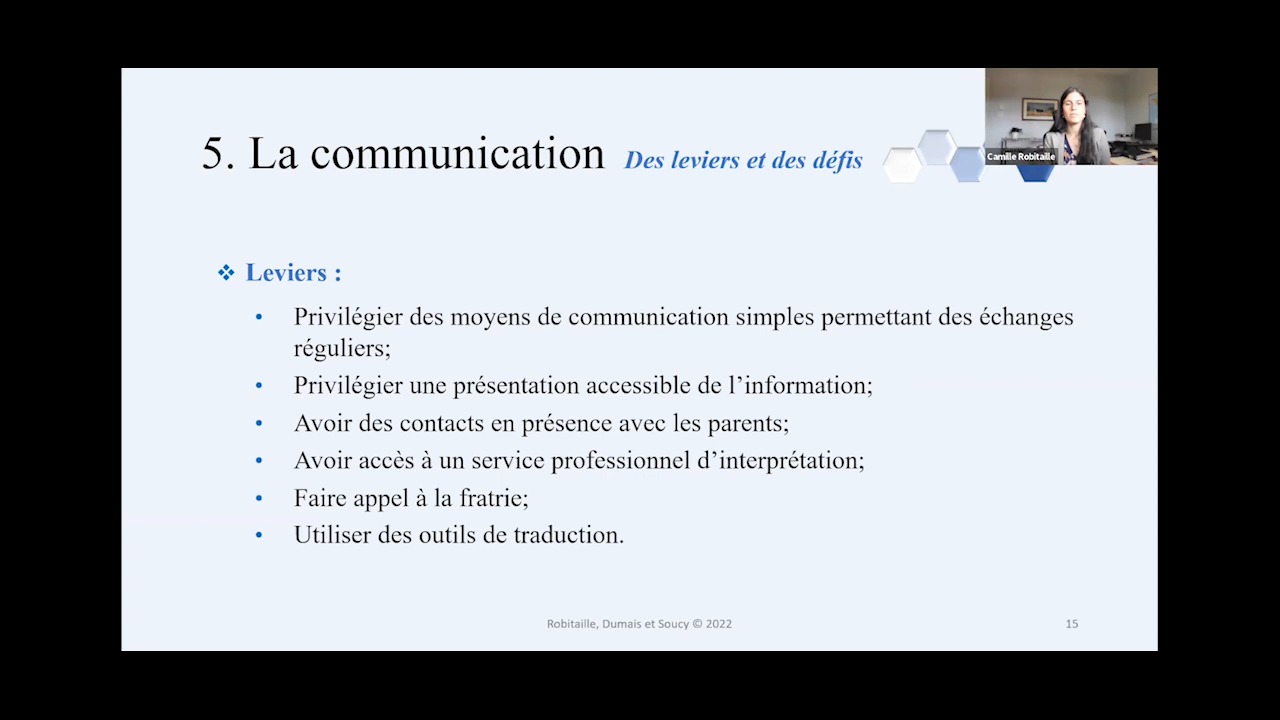 5. La communication Des leviers et des défis
Camille Robitaille
❖ Leviers :
• Privilégier des moyens de communication simples permettant des échanges
réguliers;
• Privilégier une présentation accessible de l’information;
• Avoir des contacts en présence avec les parents;
• Avoir accès à un service professionnel d’interprétation;
• Faire appel à la fratrie;
• Utiliser des outils de traduction.
Robitaille, Dumais et Soucy © 2022
15